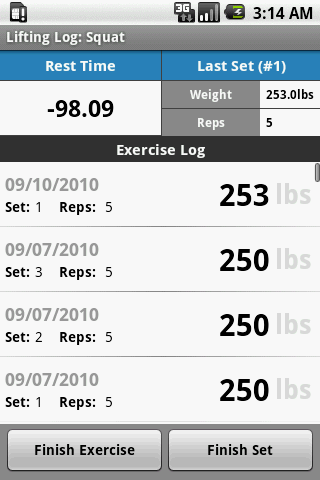 3G 3:14 AM
Lifting Log: Squat
Rest Time Last Set (#1)
-98.09 Weight 253.0lbs
Reps 5
Exercise Log
09/10/2010 253 lbs
Set: 1 Reps: 5
09/07/2010 250 lbs
Set: 3 Reps: 5
09/07/2010 250 lbs
Set: 2 Reps: 5
09/07/2010 250 lbs
Set: 1 Reps: 5
Finish Exercise Finish Set